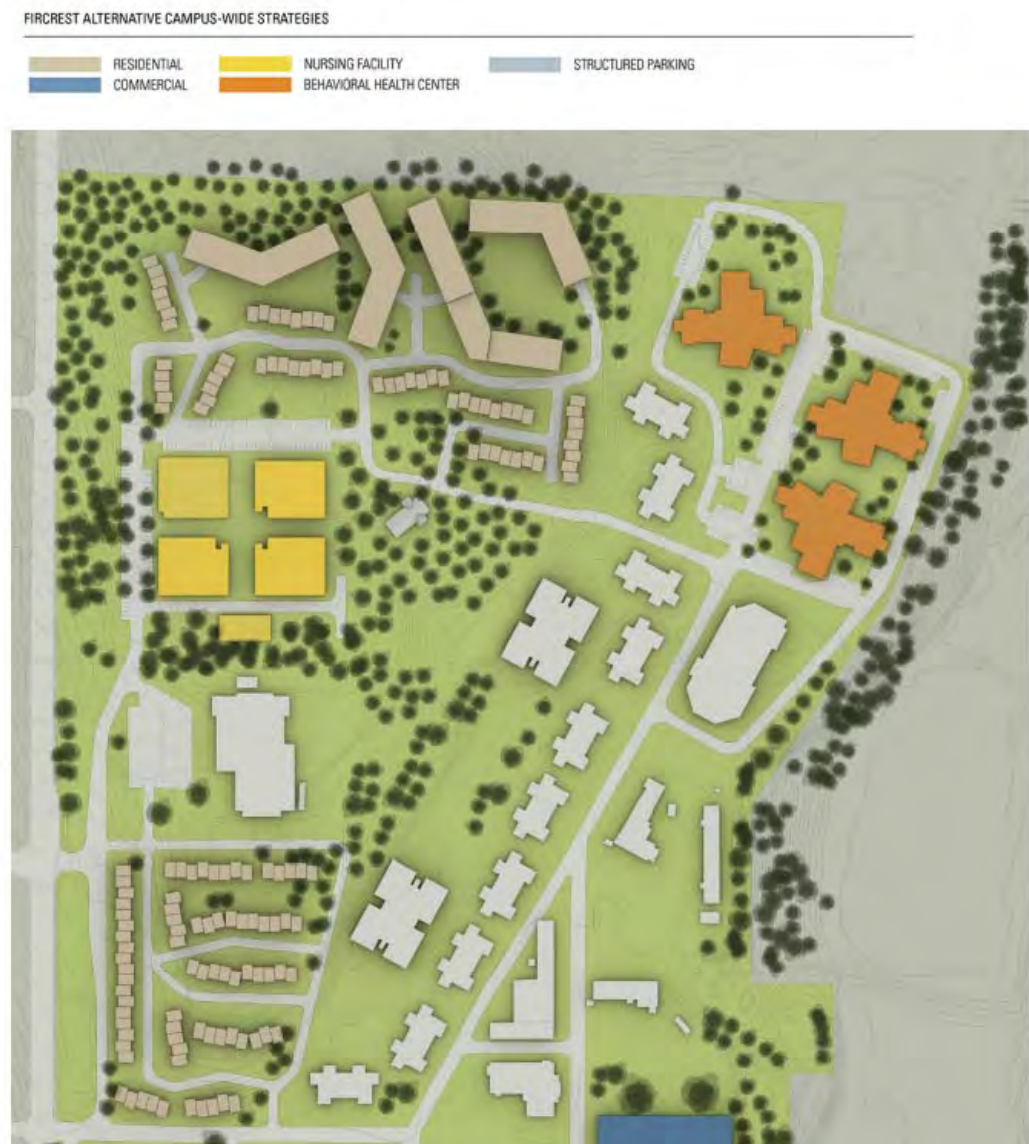 FIRCREST ALTERNATIVE CAMPUS-WIDE STRATEGIES
RESIDENTIAL
NURSING FACILITY
STRUCTURED PARKING
COMMERCIAL
BEHAVIORAL HEALTH CENTER